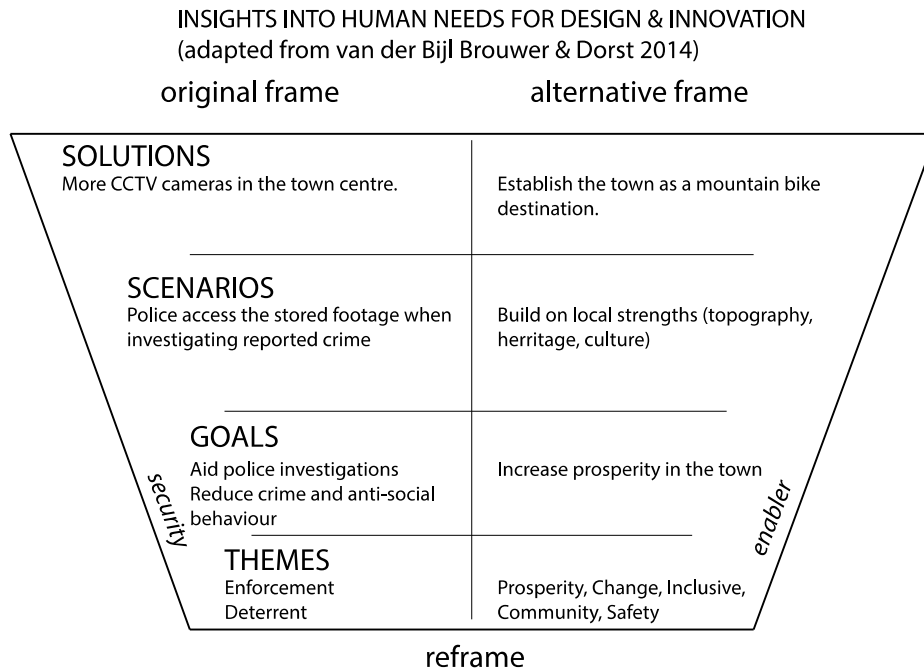 INSIGHTS INTO HUMAN NEEDS FOR DESIGN & INNOVATION
(adapted from van der Bijl Brouwer & Dorst 2014)
original frame
alternative frame
SOLUTIONS
More CCTV cameras in the town centre.
Establish the town as a mountain bike
destination.
SCENARIOS
Police access the stored footage when
investigating reported crime
Build on local strengths (topography,
herritage, culture)
GOALS
Aid police investigations
Reduce crime and anti-social
behaviour
Increase prosperity in the town
security
enabler
THEMES
Enforcement
Deterrent
Prosperity, Change, Inclusive,
Community, Safety
reframe